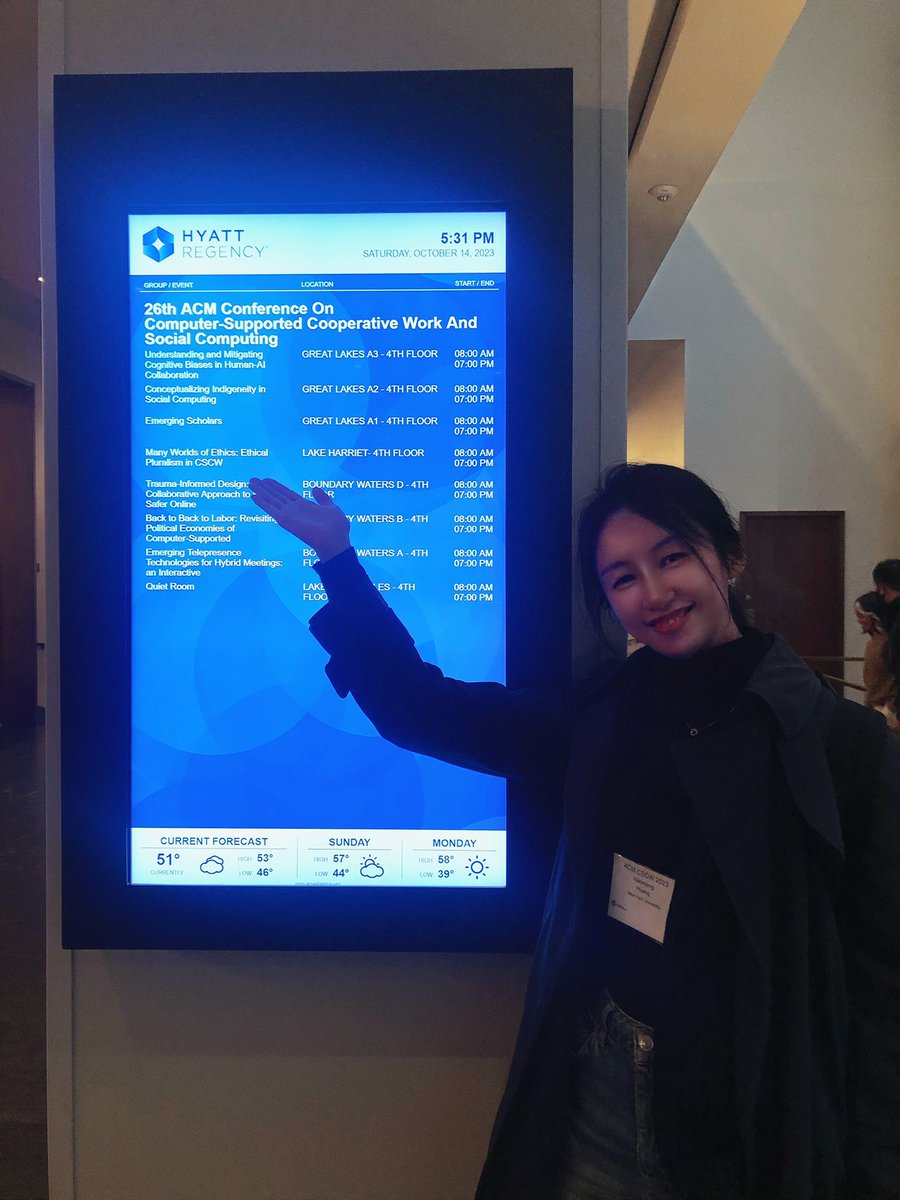 HYATT
REGENCY
5:31 PM
SATURDAY, OCTOBER 14, 2023
GROUP / EVENT LOCATION START / END
26th ACM Conference On
Computer-Supported Cooperative Work And
Social Computing
Understanding and Mitigating GREAT LAKES A3 - 4TH FLOOR 08:00 AM
Cognitive Biases in Human-AI 07:00 PM
Collaboration
Conceptualizing Indigeneity in GREAT LAKES A2 - 4TH FLOOR 08:00 AM
Social Computing 07:00 PM
Emerging Scholars GREAT LAKES A1 - 4TH FLOOR 08:00 AM
07:00 PM
Many Worlds of Ethics: Ethical LAKE HARRIET- 4TH FLOOR 08:00 AM
Pluralism in CSCW 07:00 PM
Trauma-Informed Design: BOUNDARY WATERS D - 4TH 08:00 AM
Collaborative Approach to 07:00 PM
Safer Online
Back to Back to Labor: Revisiting WATERS B - 4TH 08:00 AM
Political Economies of 07:00 PM
Computer-Supported
Emerging Telepresence WATERS A - 4TH 08:00 AM
Technologies for Hybrid Meetings: 07:00 PM
an Interactive
Quiet Room 4TH 08:00 AM
07:00 PM
CURRENT FORECAST SUNDAY MONDAY
51° HIGH 53° HIGH 57° HIGH 58°
CURRENTLY LOW 46° LOW 44° LOW 39°
ACM CSCW 2023
Huang
New York University